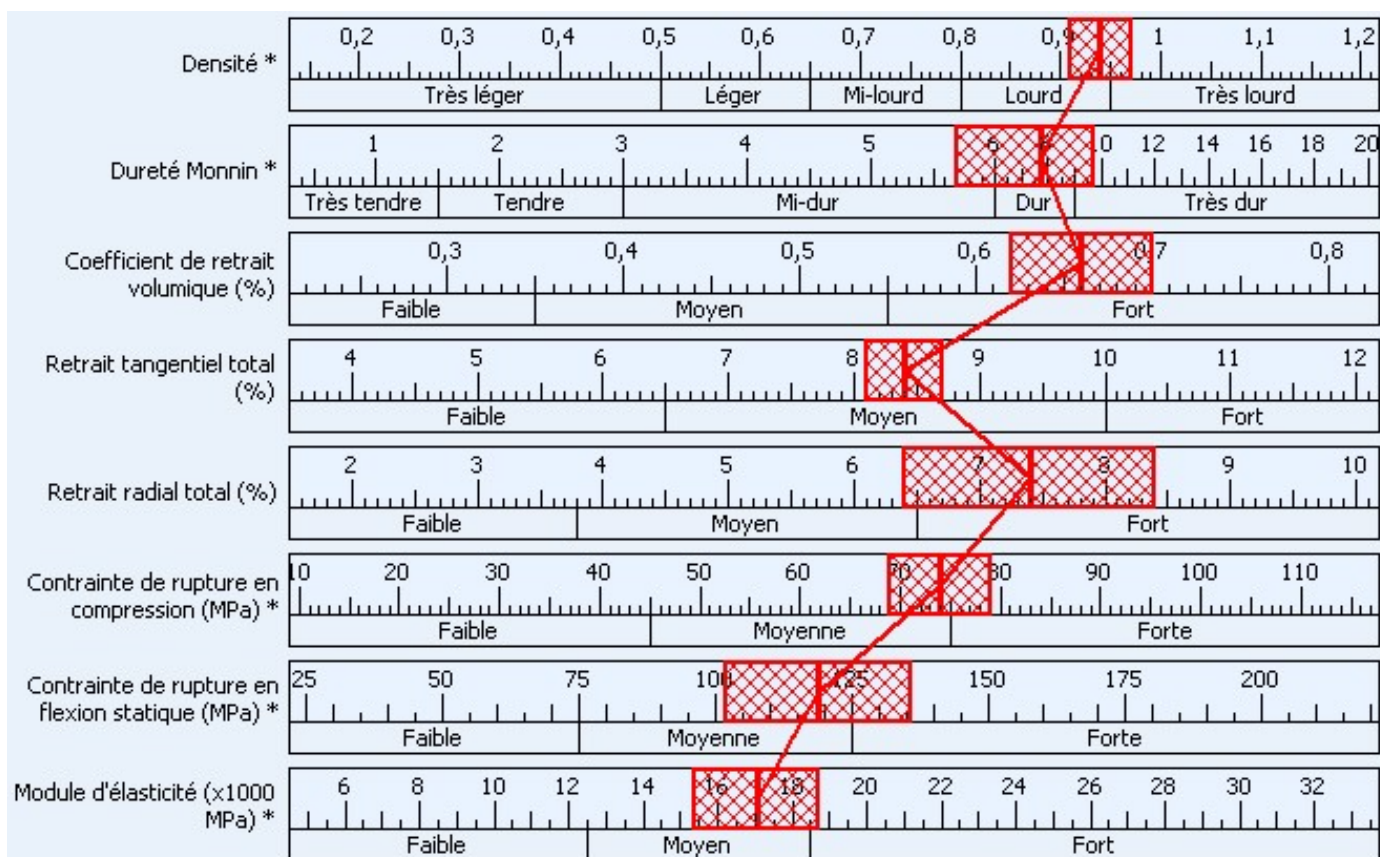 0,2 0,3 0,4 0,5 0,6 0,7 0,8 0,9 1 1,1 1,2
Densité *
Très léger Léger Mi-lourd Lourd Très lourd
1 2 3 4 5 6 8 10 12 14 16 18 20
Dureté Monnin *
Très tendre Tendre Mi-dur Dur Très dur
0,3 0,4 0,5 0,6 0,7 0,8
Coefficient de retrait
volumique (%)
Faible Moyen Fort
4 5 6 7 8 9 10 11 12
Retrait tangentiel total
(%)
Faible Moyen Fort
2 3 4 5 6 7 8 9 10
Retrait radial total (%)
Faible Moyen Fort
10 20 30 40 50 60 70 80 90 100 110
Contrainte de rupture en
compression (MPa) *
Faible Moyenne Forte
25 50 75 100 125 150 175 200
Contrainte de rupture en
flexion statique (MPa) *
Faible Moyenne Forte
6 8 10 12 14 16 18 20 22 24 26 28 30 32
Module d'élasticité (x1000
MPa) *
Faible Moyen Fort